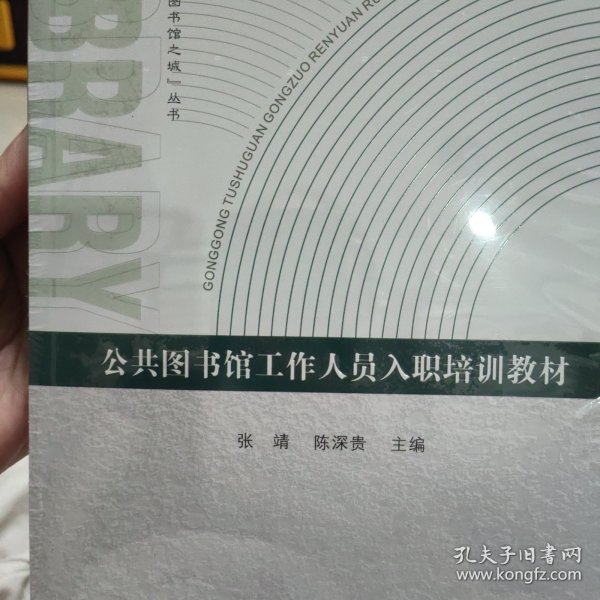 图书馆之城』丛书
BRARY
GONGGONG TUSHUGUAN GONGZUO RENYUAN RU
公共图书馆工作人员入职培训教材
张 靖 陈深贵 主编
孔夫子旧书网
www.kongfz.com